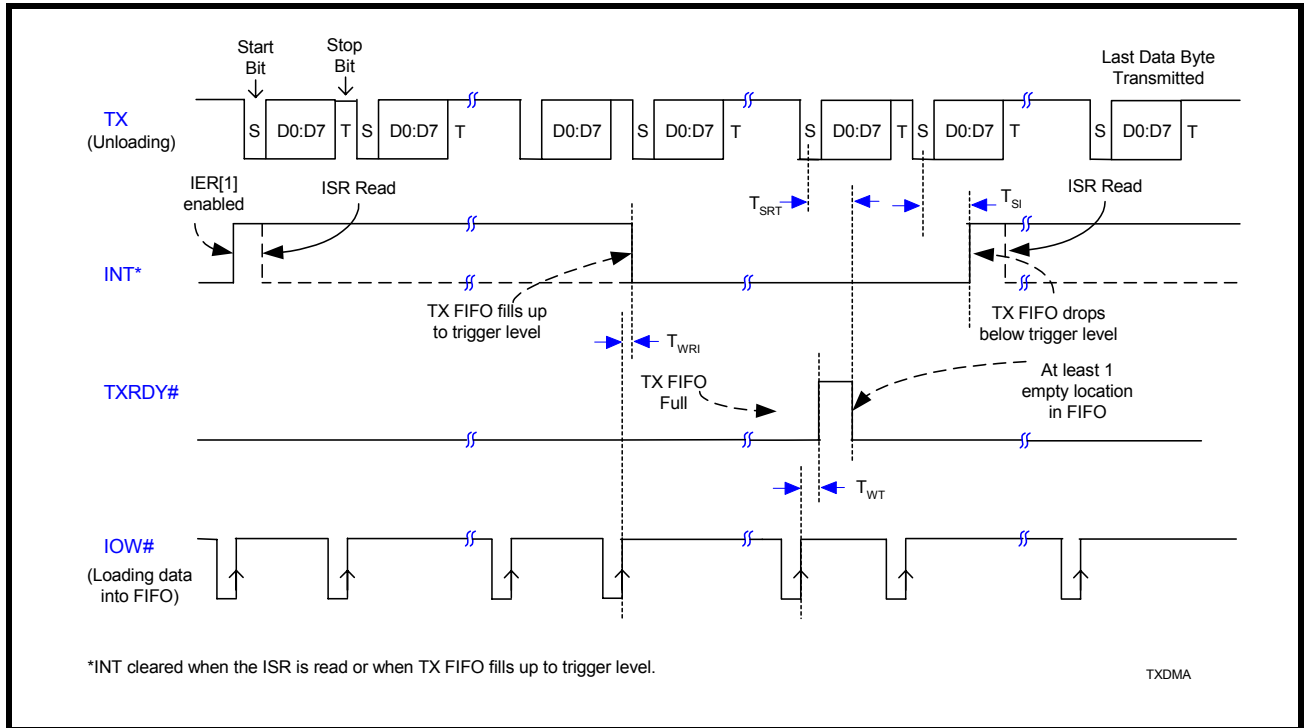 Start
Bit
Stop
Bit
Last Data Byte
Transmitted
TX
(Unloading)
S D0:D7 T S D0:D7 T D0:D7 S D0:D7 T S D0:D7 T S D0:D7 T S D0:D7 T
IER[1]
enabled
ISR Read
TSRT
TSI
ISR Read
INT*
TX FIFO fills up
to trigger level
TX FIFO drops
below trigger level
TWRI
TXRDY#
TX FIFO
Full
At least 1
empty location
in FIFO
TWT
IOW#
(Loading data
into FIFO)
*INT cleared when the ISR is read or when TX FIFO fills up to trigger level.
TXDMA